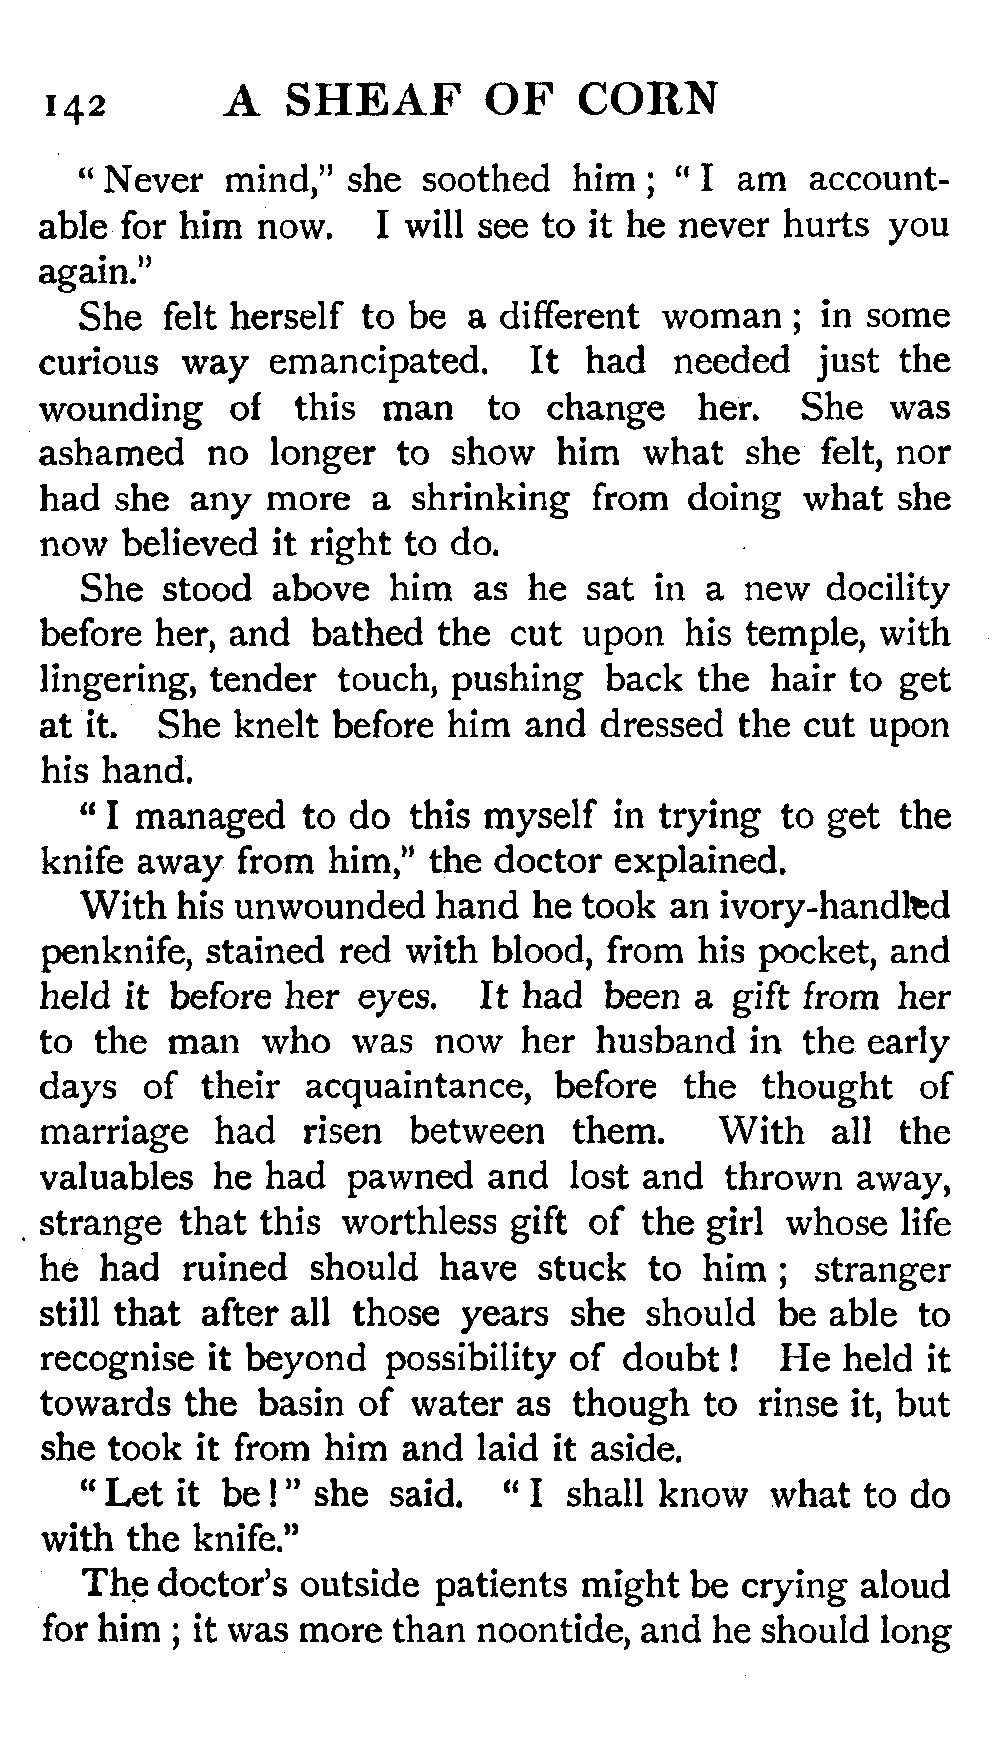 142 A SHEAF OF CORN
" Never mind," she soothed him ; " I am account-
able for him now. I will see to it he never hurts you
again."
She felt herself to be a different woman ; in some
curious way emancipated. It had needed just the
wounding of this man to change her. She was
ashamed no longer to show him what she felt, nor
had she any more a shrinking from doing what she
now believed it right to do.
She stood above him as he sat in a new docility
before her, and bathed the cut upon his temple, with
lingering, tender touch, pushing back the hair to get
at it. She knelt before him and dressed the cut upon
his hand.
" I managed to do this myself in trying to get the
knife away from him," the doctor explained.
With his unwounded hand he took an ivory-handled
penknife, stained red with blood, from his pocket, and
held it before her eyes. It had been a gift from her
to the man who was now her husband in the early
days of their acquaintance, before the thought of
marriage had risen between them. With all the
valuables he had pawned and lost and thrown away,
strange that this worthless gift of the girl whose life
he had ruined should have stuck to him ; stranger
still that after all those years she should be able to
recognise it beyond possibility of doubt ! He held it
towards the basin of water as though to rinse it, but
she took it from him and laid it aside.
" Let it be ! " she said. " I shall know what to do
with the knife."
The doctor's outside patients might be crying aloud
for him ; it was more than noontide, and he should long